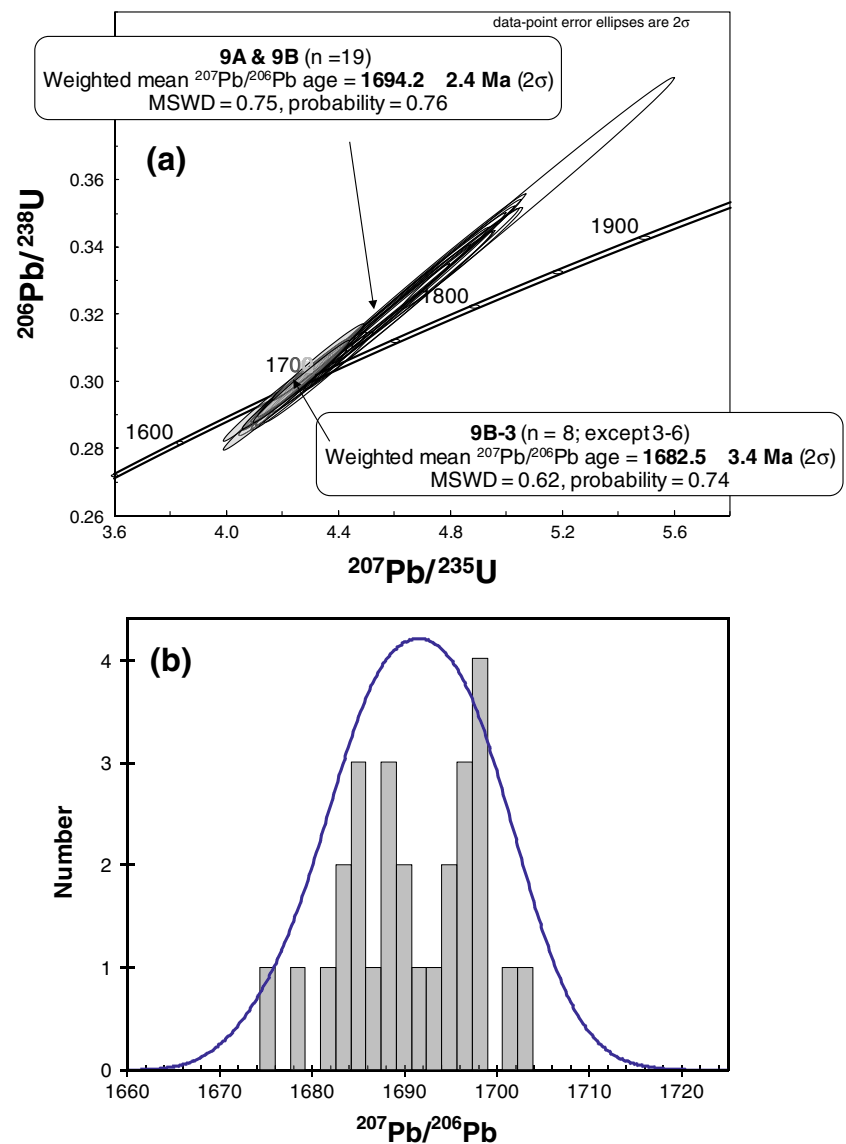 data-point error ellipses are 2σ
9A & 9B (n =19)
Weighted mean ²⁰⁷Pb/²⁰⁶Pb age = 1694.2 2.4 Ma (2σ)
MSWD = 0.75, probability = 0.76
(a)
0.36
0.34
0.32
0.30
0.28
0.26
²⁰⁶Pb/²³⁸U
1900
1800
1700
1600
9B-3 (n = 8; except 3-6)
Weighted mean ²⁰⁷Pb/²⁰⁶Pb age = 1682.5 3.4 Ma (2σ)
MSWD = 0.62, probability = 0.74
3.6 4.0 4.4 4.8 5.2 5.6
²⁰⁷Pb/²³⁵U
(b)
4
3
2
1
0
Number
1660 1670 1680 1690 1700 1710 1720
²⁰⁷Pb/²⁰⁶Pb